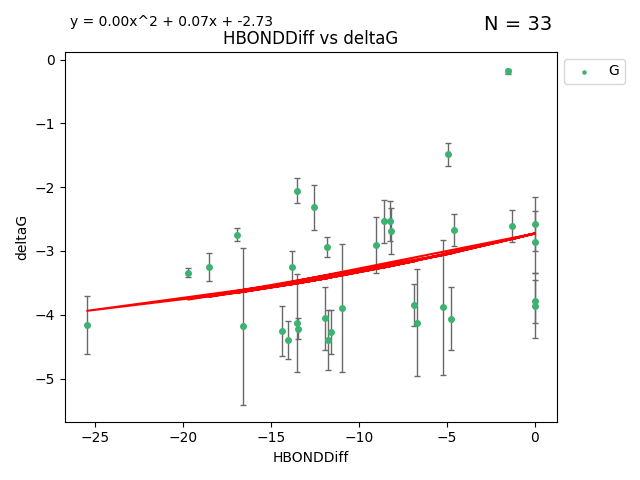 y = 0.00x^2 + 0.07x + -2.73
N = 33
HBONDDiff vs deltaG
G
deltaG
0
−1
−2
−3
−4
−5
−25
−20
−15
−10
−5
0
HBONDDiff